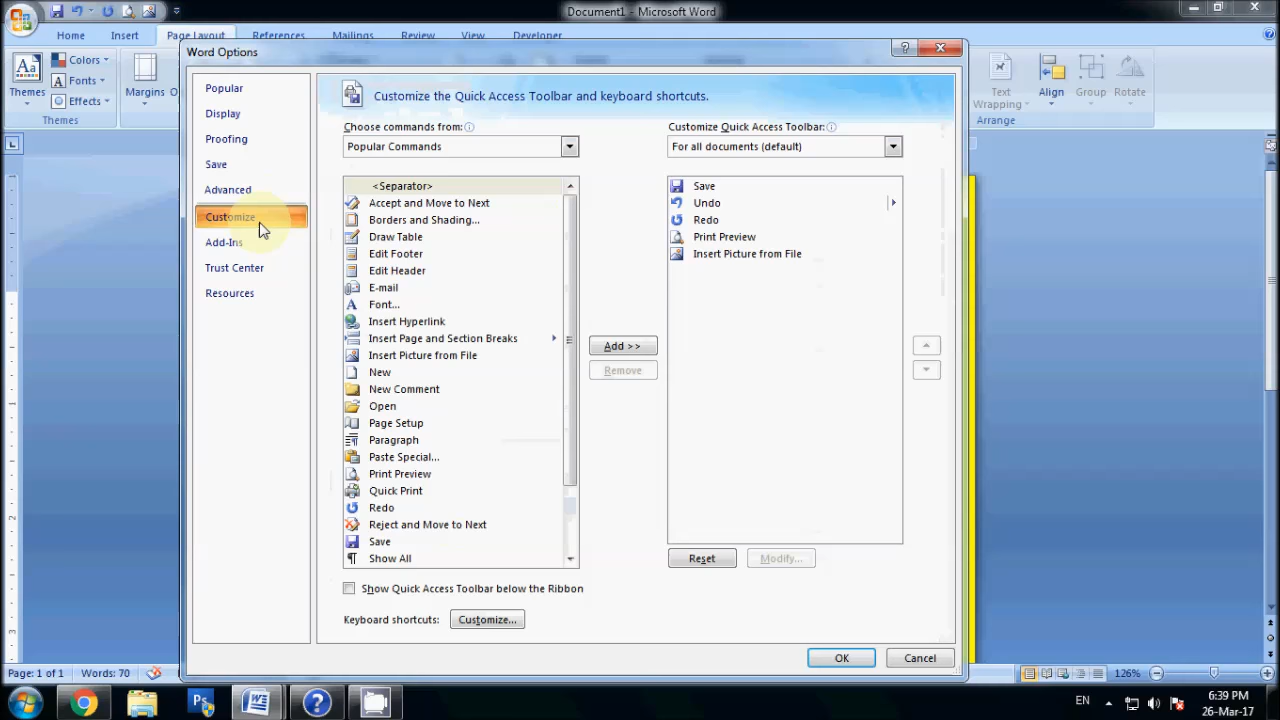 Document1 - Microsoft Word
Home Insert Page Layout References Mailings Review View Developer
Word Options
Themes
Colors
Fonts
Effects
Themes
Margins
Text Wrapping
Align
Group
Rotate
Arrange
Popular
Display
Proofing
Save
Advanced
Customize
Add-Ins
Trust Center
Resources
Customize the Quick Access Toolbar and keyboard shortcuts.
Choose commands from:
Popular Commands
<Separator>
Accept and Move to Next
Borders and Shading...
Draw Table
Edit Footer
Edit Header
E-mail
Font...
Insert Hyperlink
Insert Page and Section Breaks
Insert Picture from File
New
New Comment
Open
Page Setup
Paragraph
Paste Special...
Print Preview
Quick Print
Redo
Reject and Move to Next
Save
Show All
Add >>
Remove
Customize Quick Access Toolbar:
For all documents (default)
Save
Undo
Redo
Print Preview
Insert Picture from File
Reset
Modify...
Show Quick Access Toolbar below the Ribbon
Keyboard shortcuts:
Customize...
OK
Cancel
Page: 1 of 1
Words: 70
126%
EN
6:39 PM
26-Mar-17